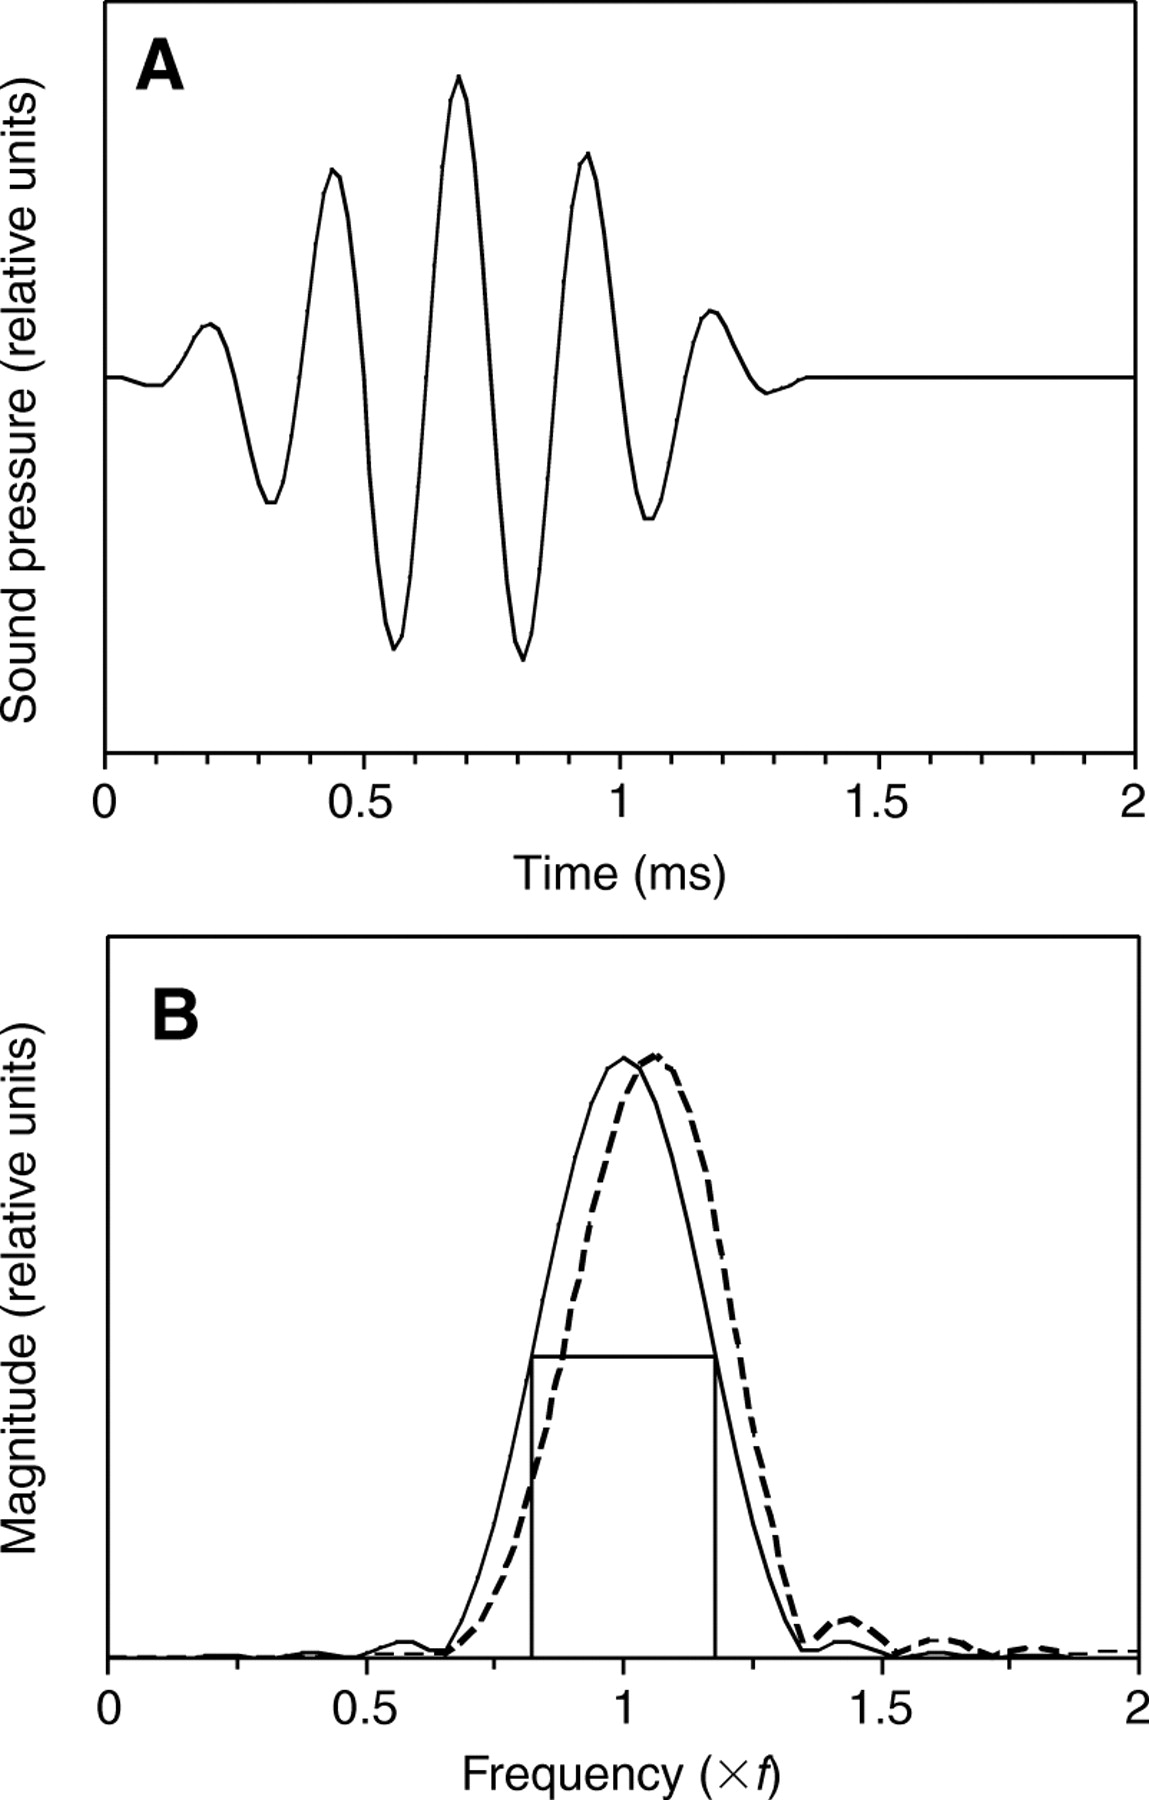 A
Sound pressure (relative units)
0 0.5 1 1.5 2
Time (ms)
B
Magnitude (relative units)
0 0.5 1 1.5 2
Frequency (×f)